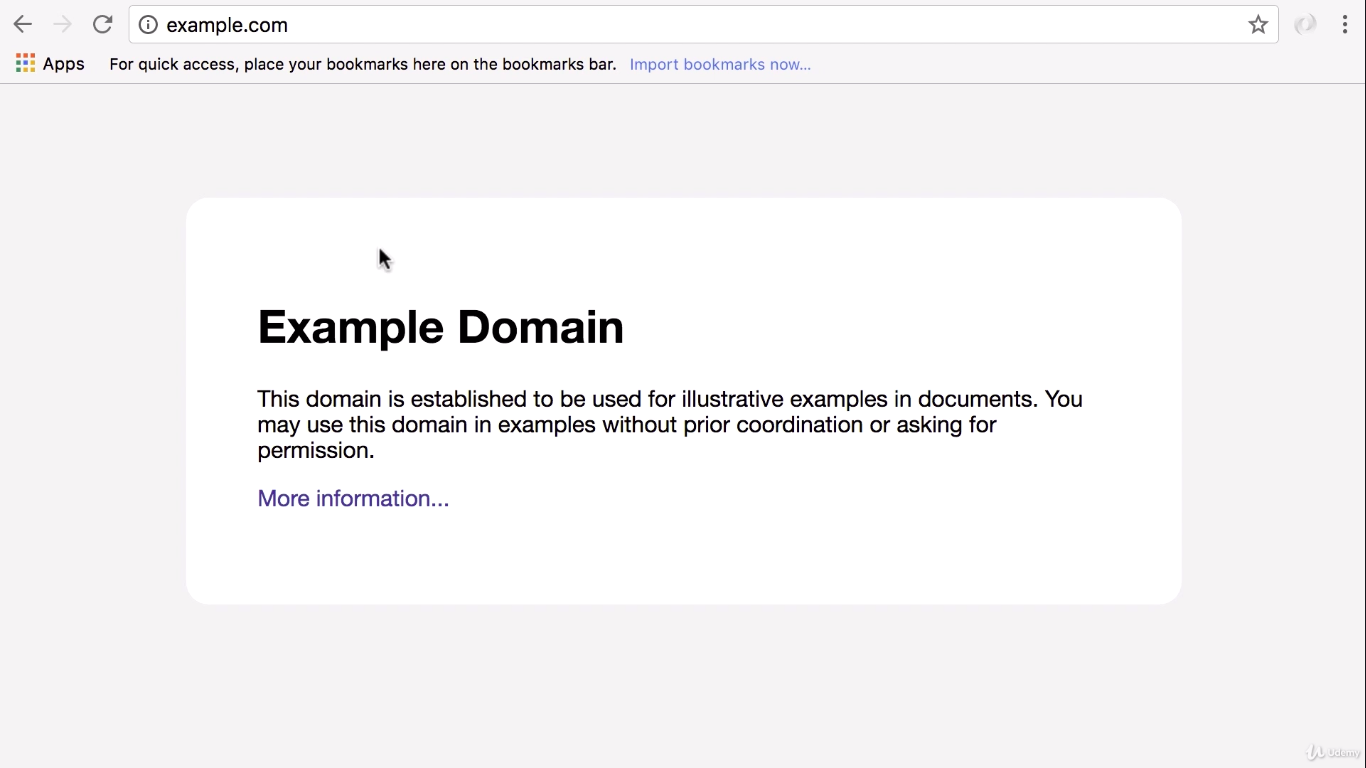 example.com
Apps For quick access, place your bookmarks here on the bookmarks bar. Import bookmarks now...
Example Domain
This domain is established to be used for illustrative examples in documents. You
may use this domain in examples without prior coordination or asking for
permission.
More information...
Udemy